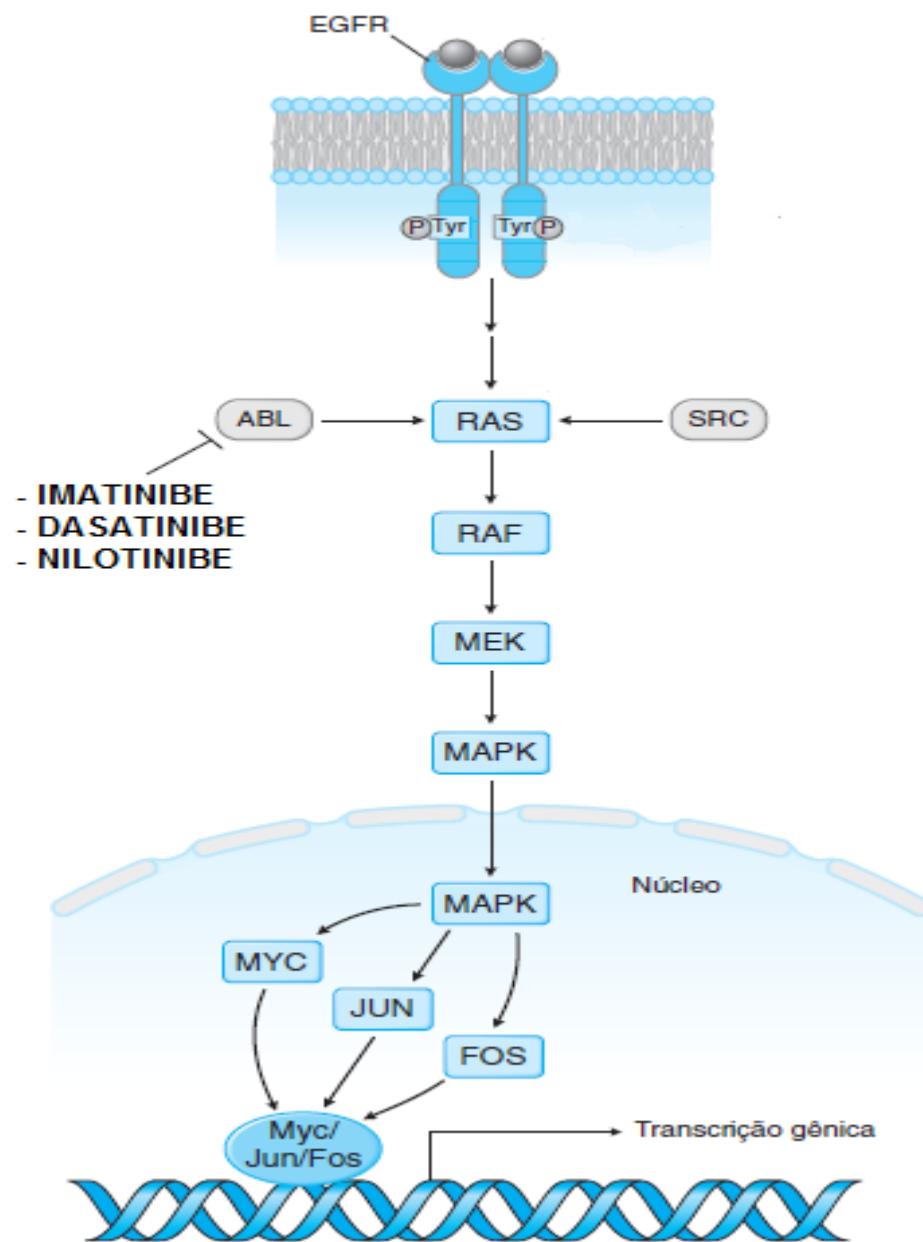 EGFR
P Tyr Tyr P
ABL RAS SRC
- IMATINIBE
- DASATINIBE
- NILOTINIBE
RAF
MEK
MAPK
Núcleo
MAPK
MYC
JUN
FOS
Myc/
Jun/Fos
Transcrição gênica